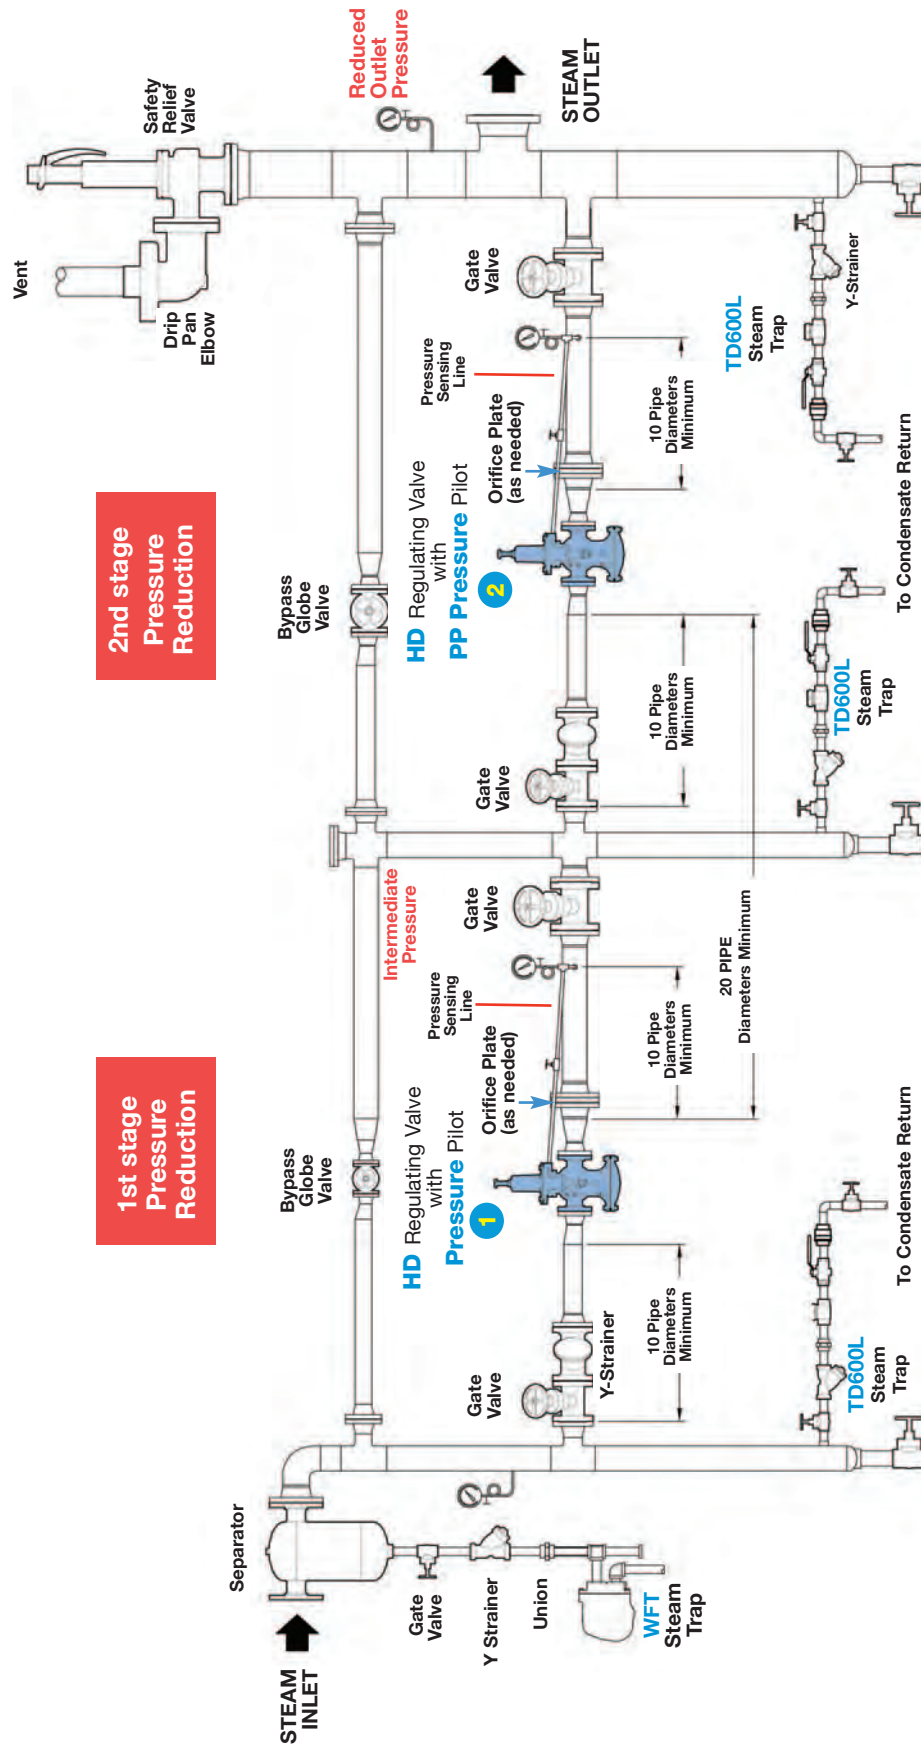 1st stage
Pressure
Reduction
2nd stage
Pressure
Reduction
STEAM
INLET
Separator
Gate
Valve
Y Strainer
Union
WFT
Steam
Trap
Bypass
Globe
Valve
HD Regulating Valve
with
Pressure Pilot
1
Gate
Valve
Y-Strainer
10 Pipe
Diameters
Minimum
Orifice Plate
(as needed)
Pressure
Sensing
Line
10 Pipe
Diameters
Minimum
Intermediate
Pressure
Gate
Valve
20 PIPE
Diameters Minimum
TD600L
Steam
Trap
To Condensate Return
Bypass
Globe
Valve
HD Regulating Valve
with
PP Pressure Pilot
2
Gate
Valve
10 Pipe
Diameters
Minimum
Orifice Plate
(as needed)
Pressure
Sensing
Line
10 Pipe
Diameters
Minimum
Gate
Valve
TD600L
Steam
Trap
To Condensate Return
Vent
Drip
Pan
Elbow
Safety
Relief
Valve
Reduced
Outlet
Pressure
STEAM
OUTLET
TD600L
Steam
Trap
Y-Strainer